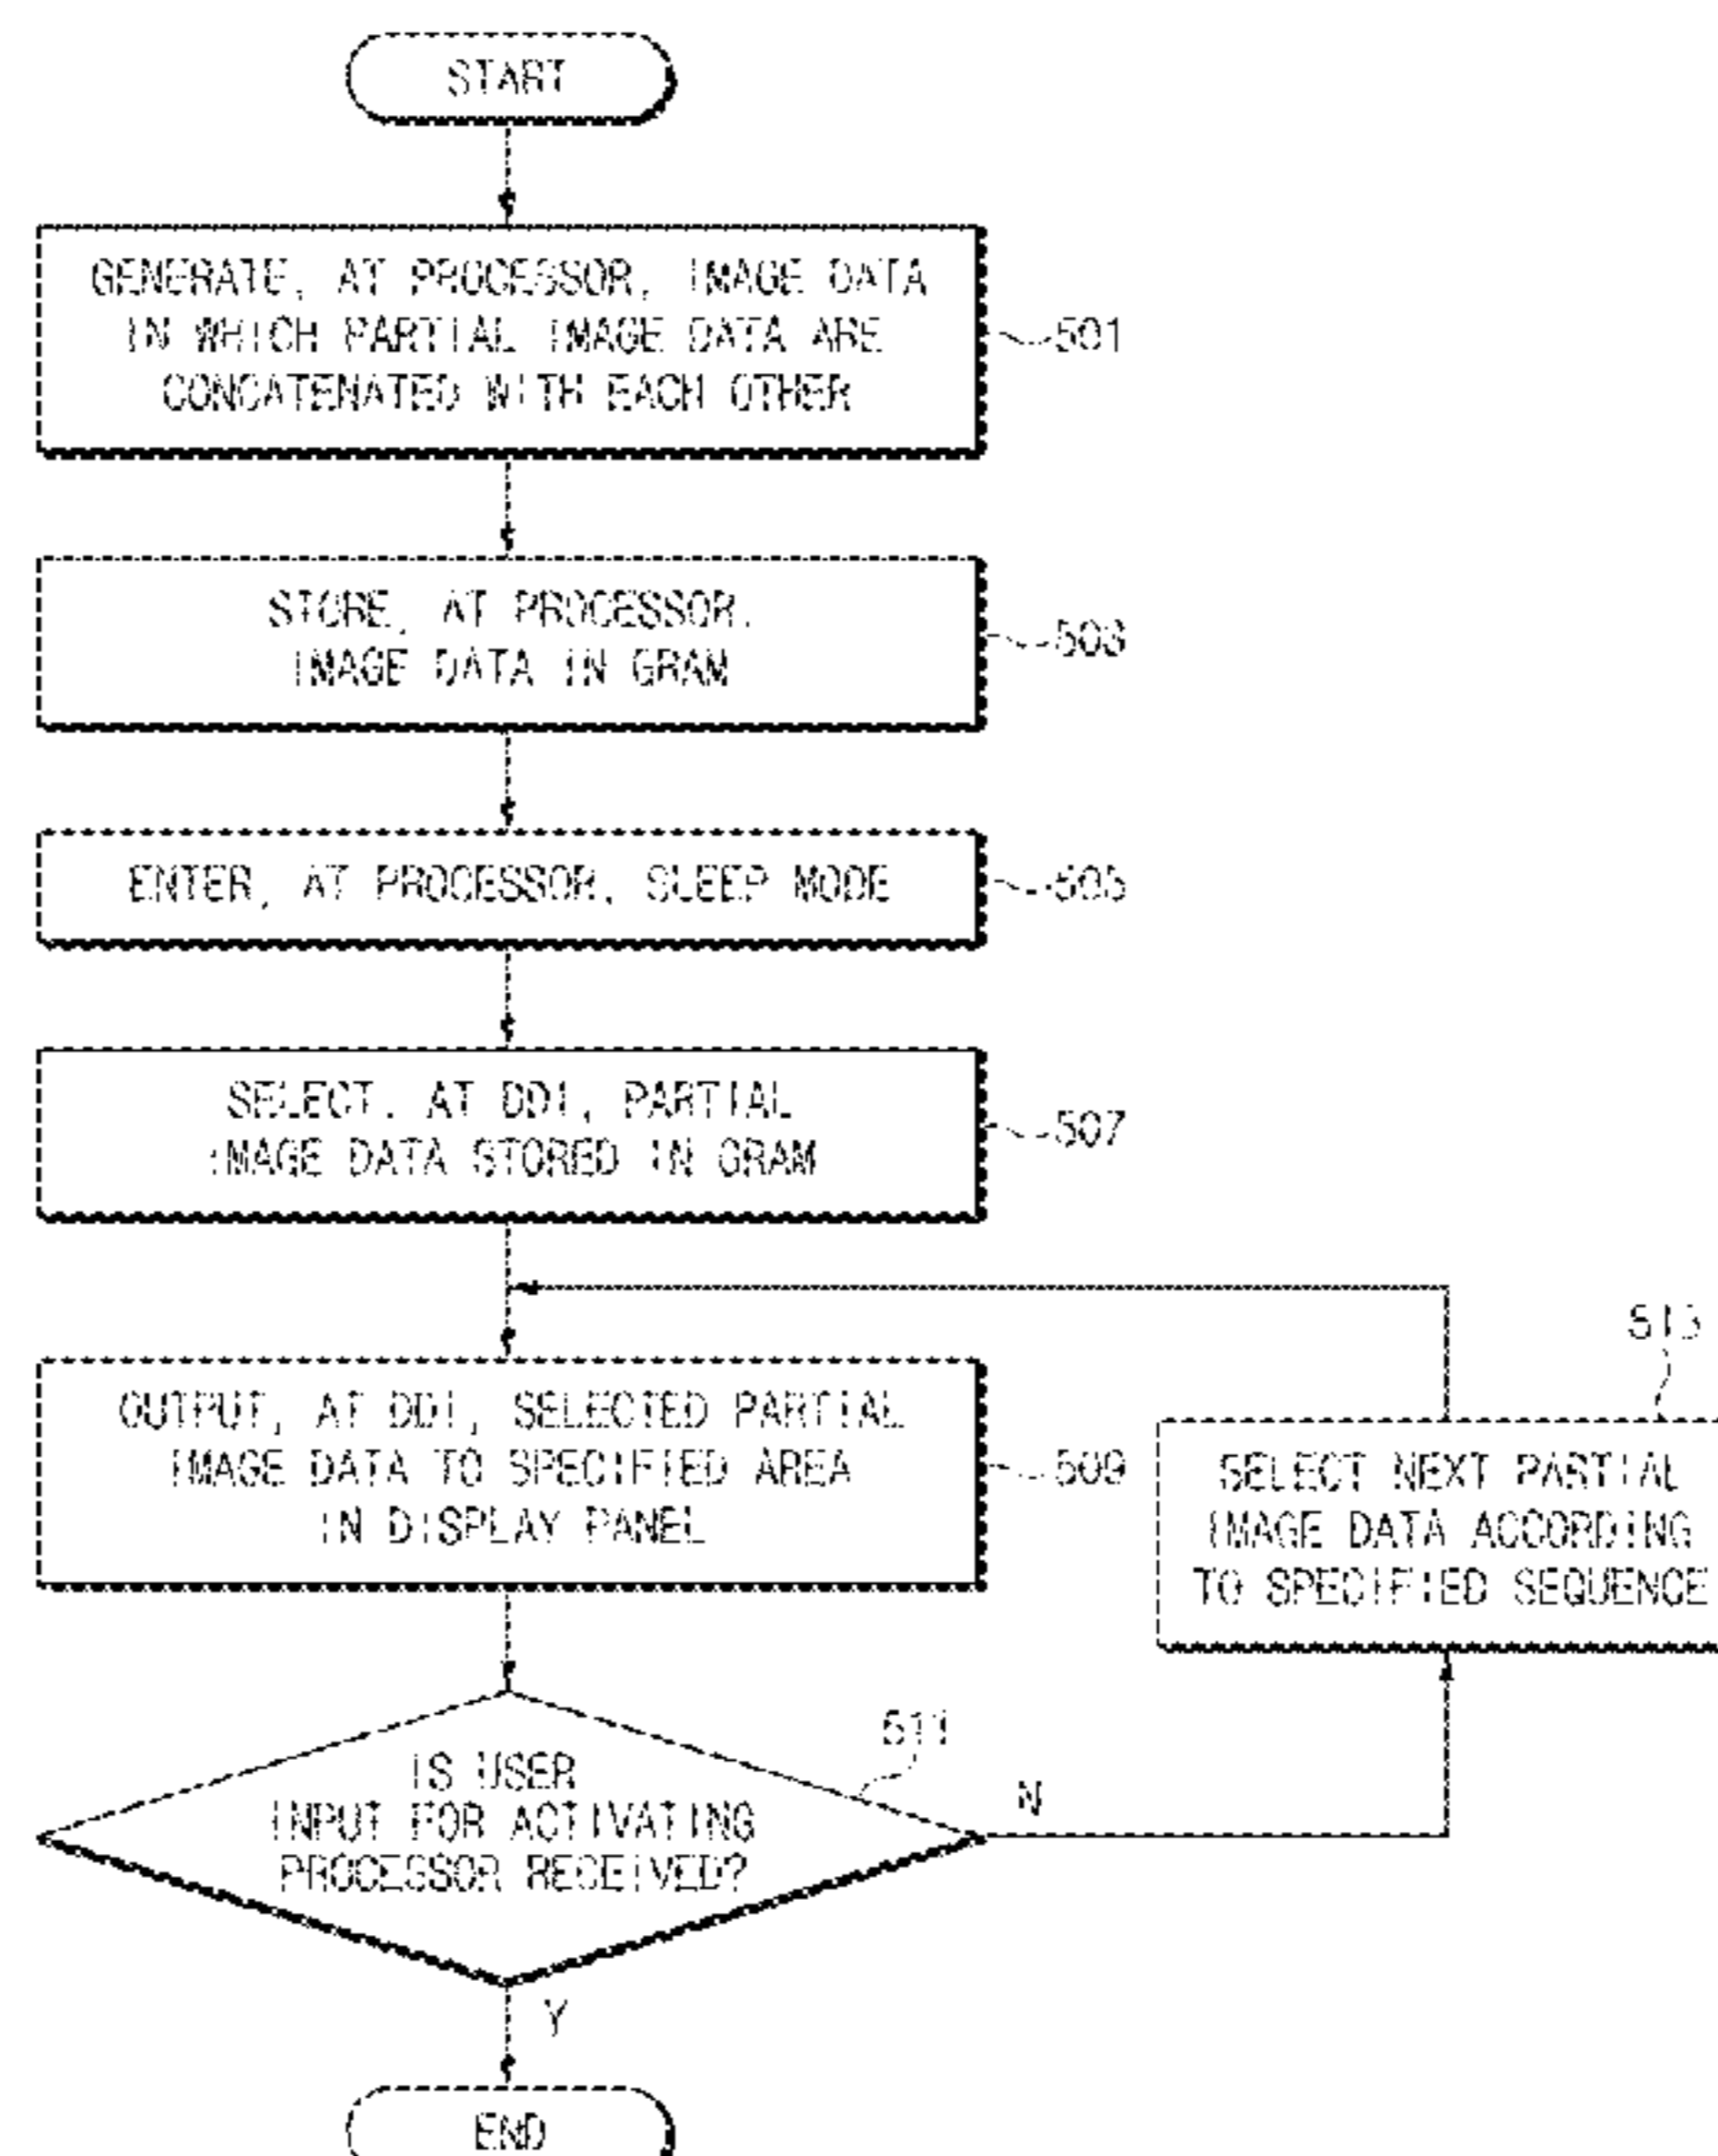 START
GENERATE, AT PROCESSOR, IMAGE DATA
IN WHICH PARTIAL IMAGE DATA ARE
CONCATENATED WITH EACH OTHER
501
STORE, AT PROCESSOR,
IMAGE DATA IN GRAM
503
ENTER, AT PROCESSOR, SLEEP MODE
505
SELECT, AT DDI, PARTIAL
IMAGE DATA STORED IN GRAM
507
OUTPUT, AT DDI, SELECTED PARTIAL
IMAGE DATA TO SPECIFIED AREA
IN DISPLAY PANEL
509
513
SELECT NEXT PARTIAL
IMAGE DATA ACCORDING
TO SPECIFIED SEQUENCE
511
IS USER
INPUT FOR ACTIVATING
PROCESSOR RECEIVED?
N
Y
END